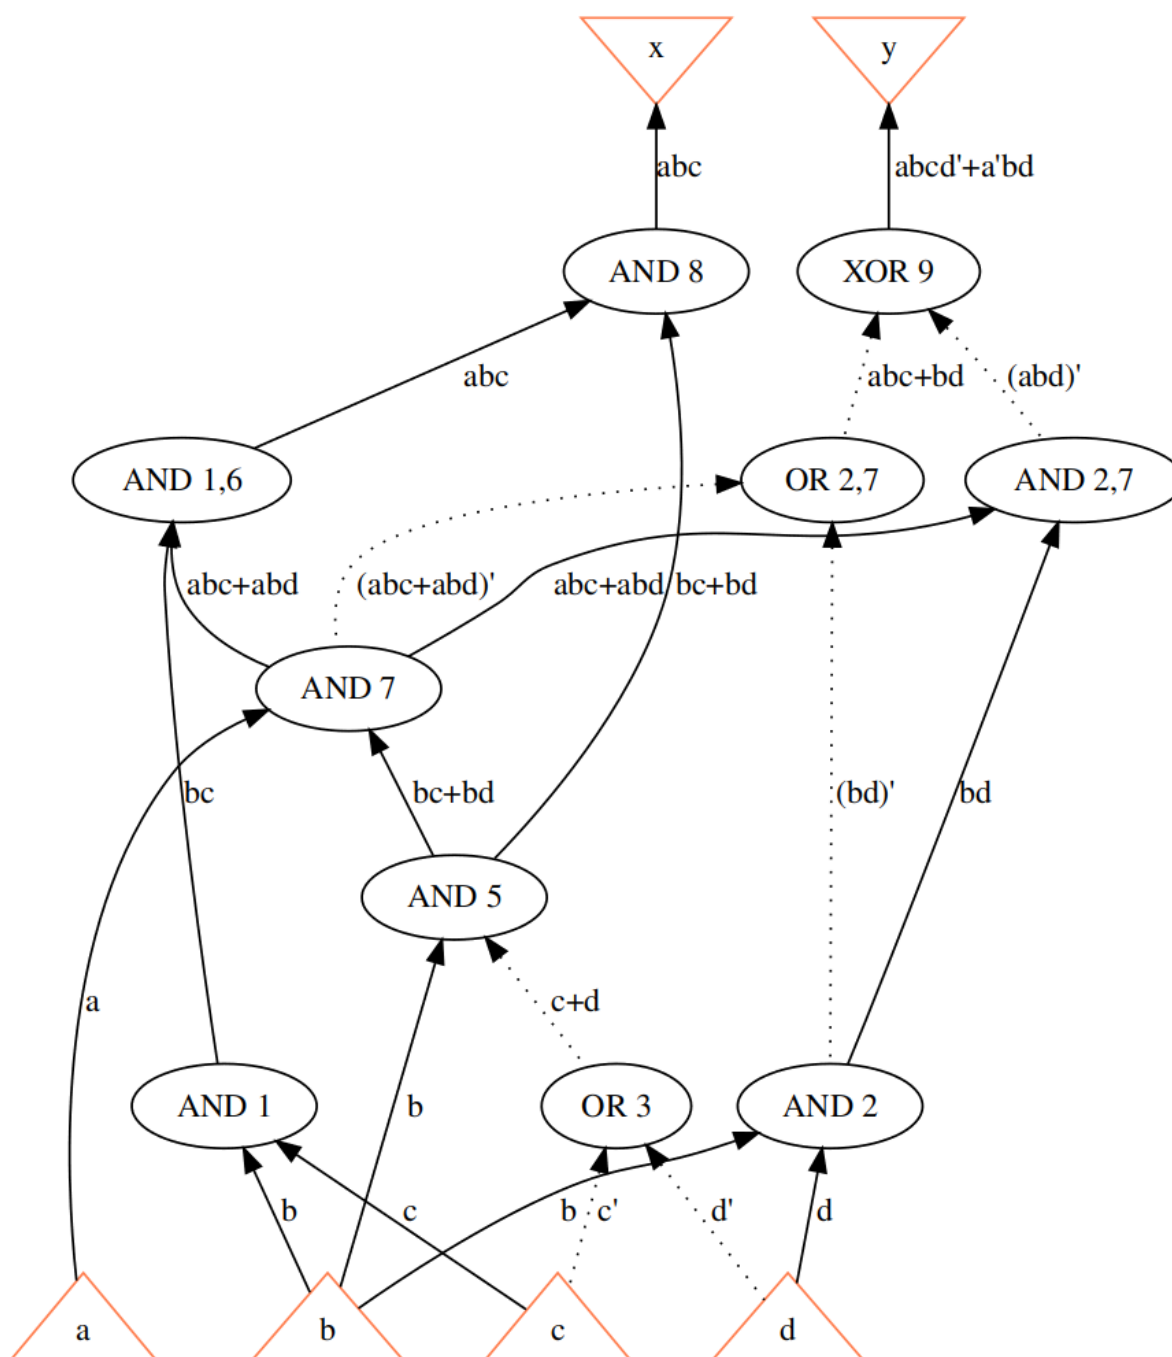 x y
abc abcd'+a'bd
AND 8 XOR 9
abc abc+bd (abd)'
AND 1,6 OR 2,7 AND 2,7
abc+abd (abc+abd)' abc+abd bc+bd
AND 7
bc bc+bd (bd)' bd
AND 5
a c+d
AND 1 b OR 3 AND 2
b c b c' d' d
a b c d